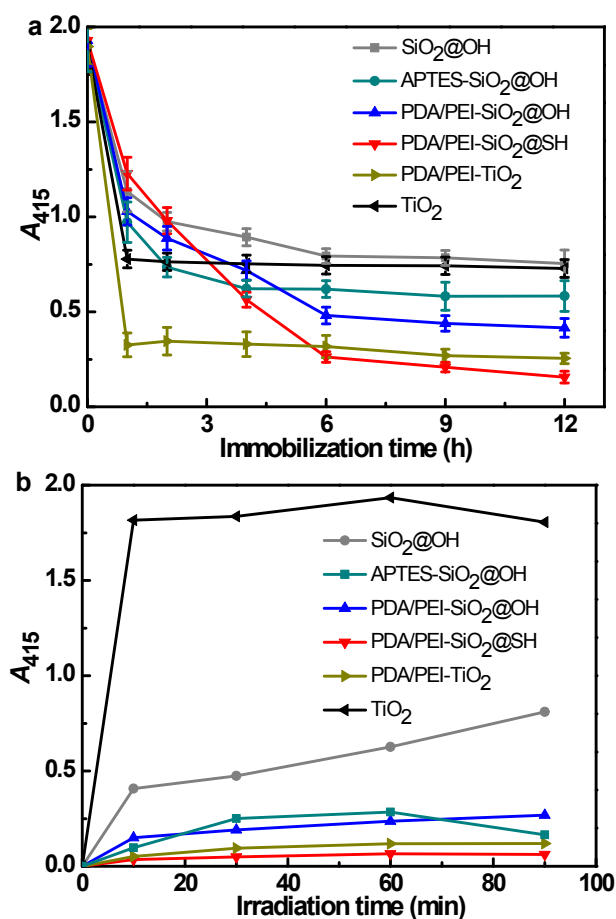 a
2.0
1.5
1.0
0.5
0.0
A415
SiO2@OH
APTES-SiO2@OH
PDA/PEI-SiO2@OH
PDA/PEI-SiO2@SH
PDA/PEI-TiO2
TiO2
0 3 6 9 12
Immobilization time (h)
b
2.0
1.5
1.0
0.5
0.0
A415
SiO2@OH
APTES-SiO2@OH
PDA/PEI-SiO2@OH
PDA/PEI-SiO2@SH
PDA/PEI-TiO2
TiO2
0 20 40 60 80 100
Irradiation time (min)